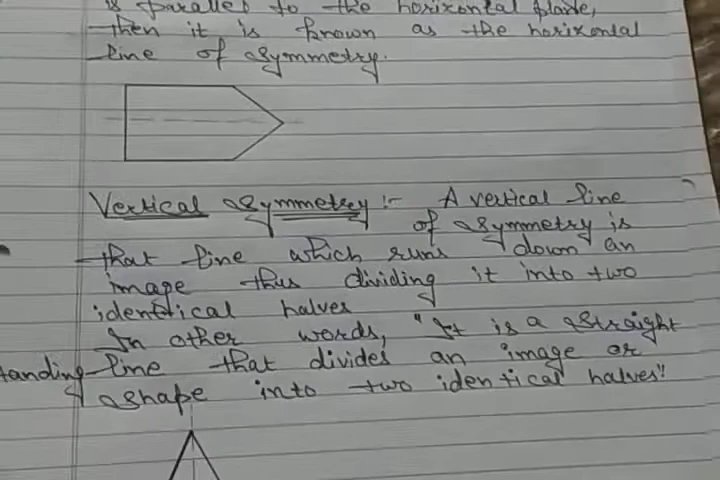 is parallel to the horizontal plane,
then it is known as the horizontal
line of symmetry.
Vertical symmetry :- A vertical line
of symmetry is
that line which runs down an
image thus dividing it into two
identical halves
In other words, "It is a straight
standing line that divides an image or
shape into two identical halves"